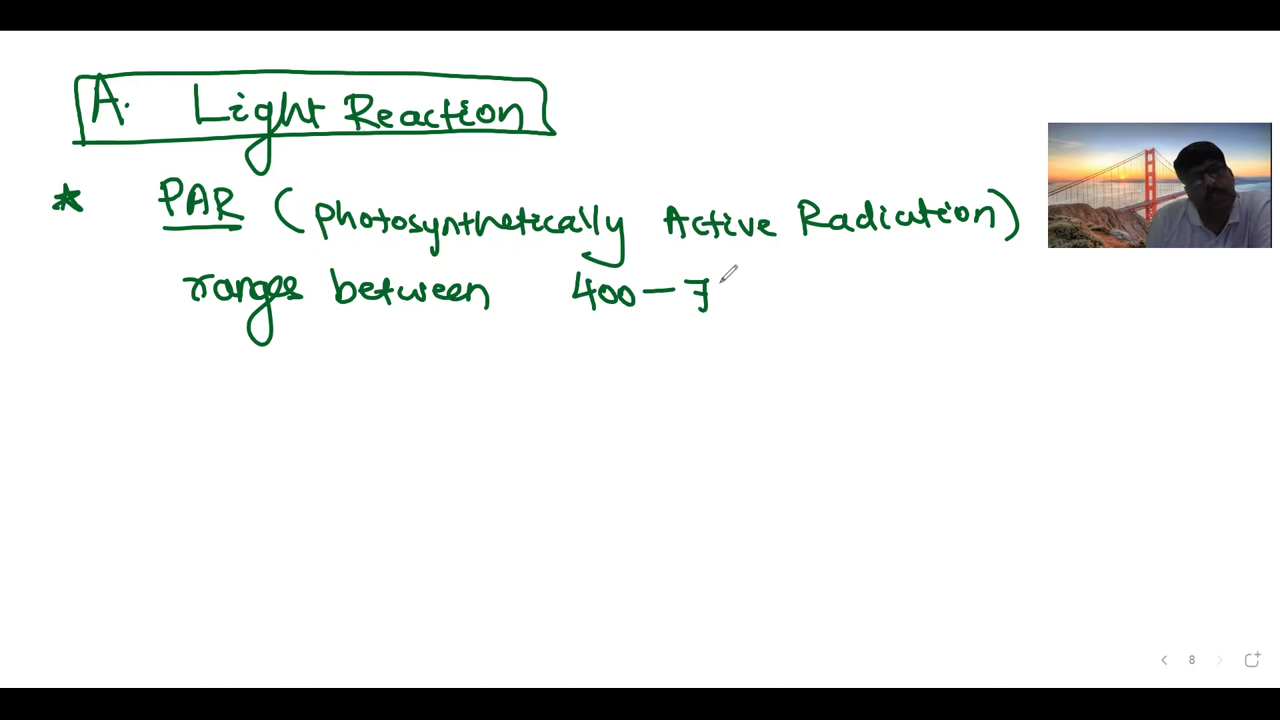 A. Light Reaction
* PAR (Photosynthetically Active Radiation)
ranges between 400 – 7
8